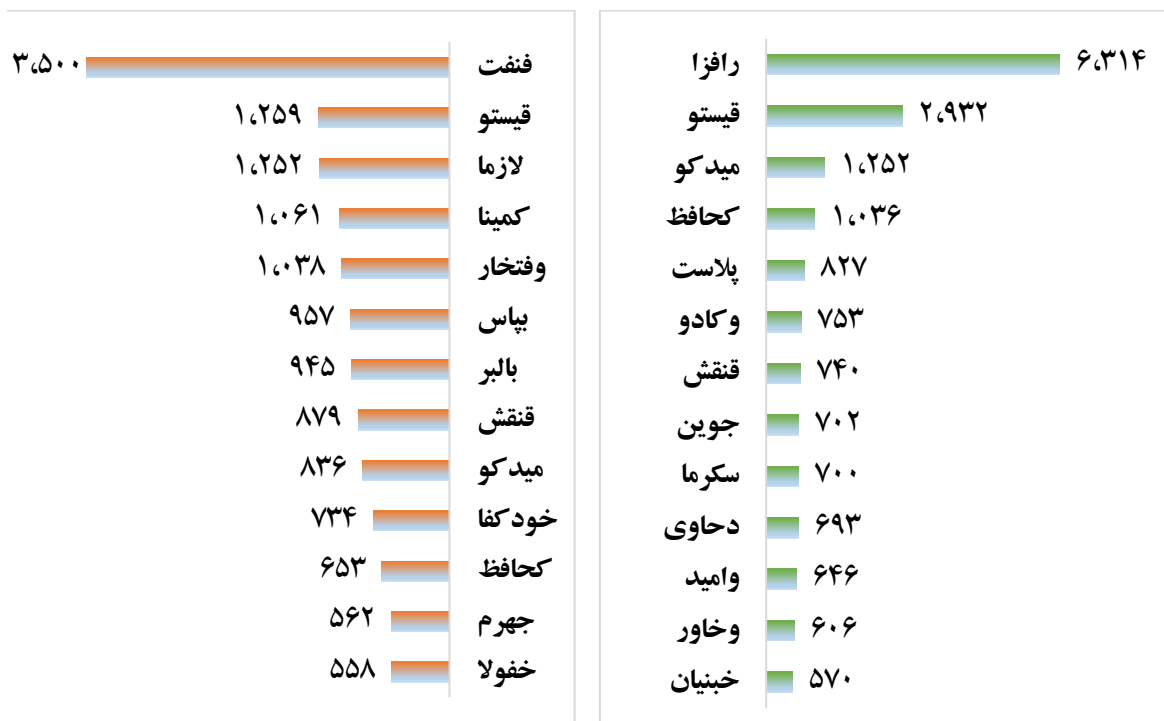 رافزا ۶،۳۱۴
قیستو ۲،۹۳۲
میدکو ۱،۲۵۲
کحافظ ۱،۰۳۶
پلاست ۸۲۷
وکادو ۷۵۳
قنقش ۷۴۰
جوین ۷۰۲
سکرما ۷۰۰
دحاوی ۶۹۳
وامید ۶۴۶
وخاور ۶۰۶
خبنیان ۵۷۰
فنفت ۳،۵۰۰
قیستو ۱،۲۵۹
لازما ۱،۲۵۲
کمینا ۱،۰۶۱
وفتخار ۱،۰۳۸
بپاس ۹۵۷
بالبر ۹۴۵
قنقش ۸۷۹
میدکو ۸۳۶
خودکفا ۷۳۴
کحافظ ۶۵۳
جهرم ۵۶۲
خفولا ۵۵۸